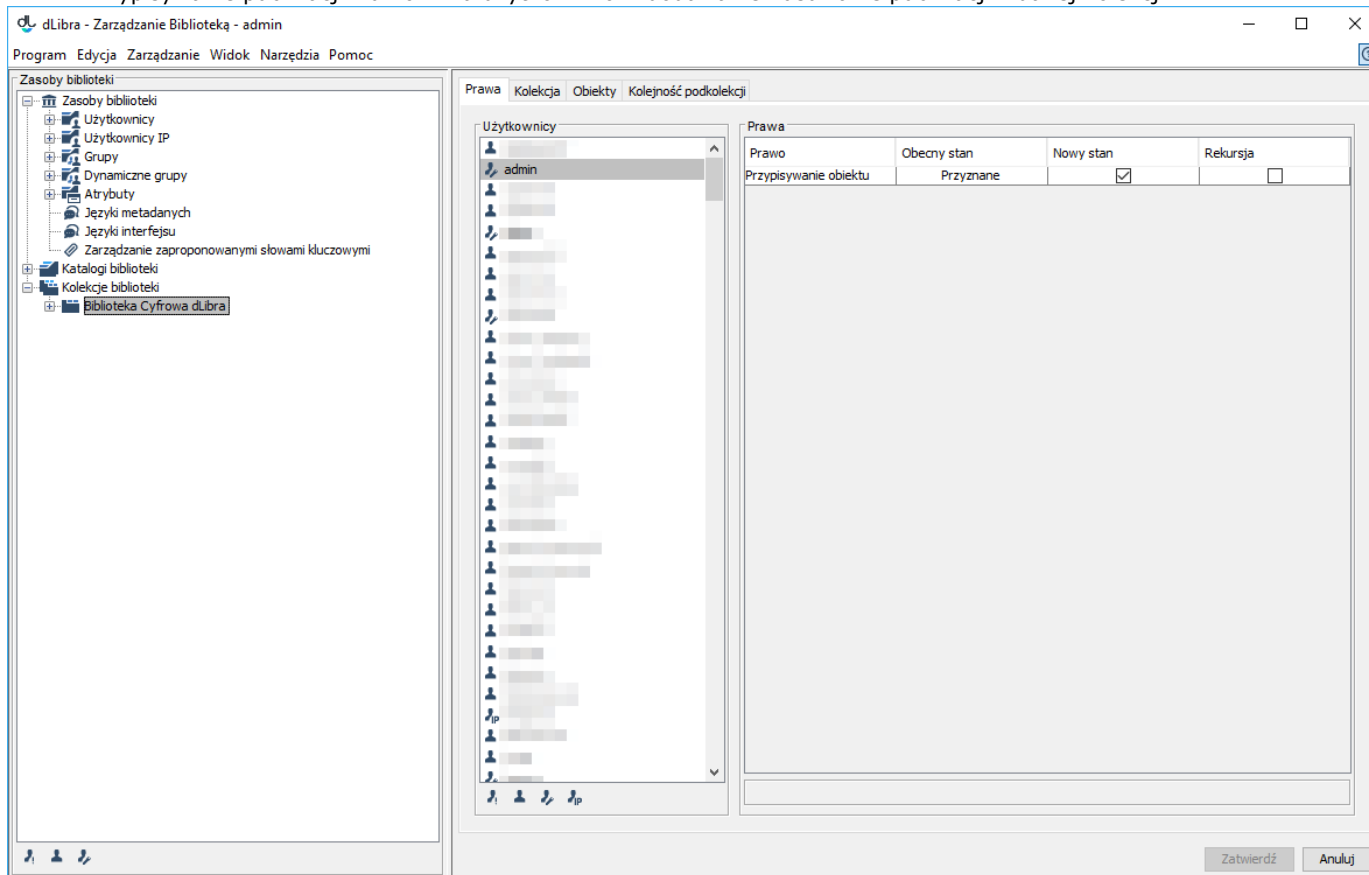 dLibra - Zarządzanie Biblioteką - admin
Program Edycja Zarządzanie Widok Narzędzia Pomoc
Zasoby biblioteki
Zasoby bibliioteki
Użytkownicy
Użytkownicy IP
Grupy
Dynamiczne grupy
Atrybuty
Języki metadanych
Języki interfejsu
Zarządzanie zaproponowanymi słowami kluczowymi
Katalogi biblioteki
Kolekcje biblioteki
Biblioteka Cyfrowa dLibra
Prawa Kolekcja Obiekty Kolejność podkolekcji
Użytkownicy
admin
IP
IP
Prawa
Prawo Obecny stan Nowy stan Rekursja
Przypisywanie obiektu Przyznane
Zatwierdź Anuluj